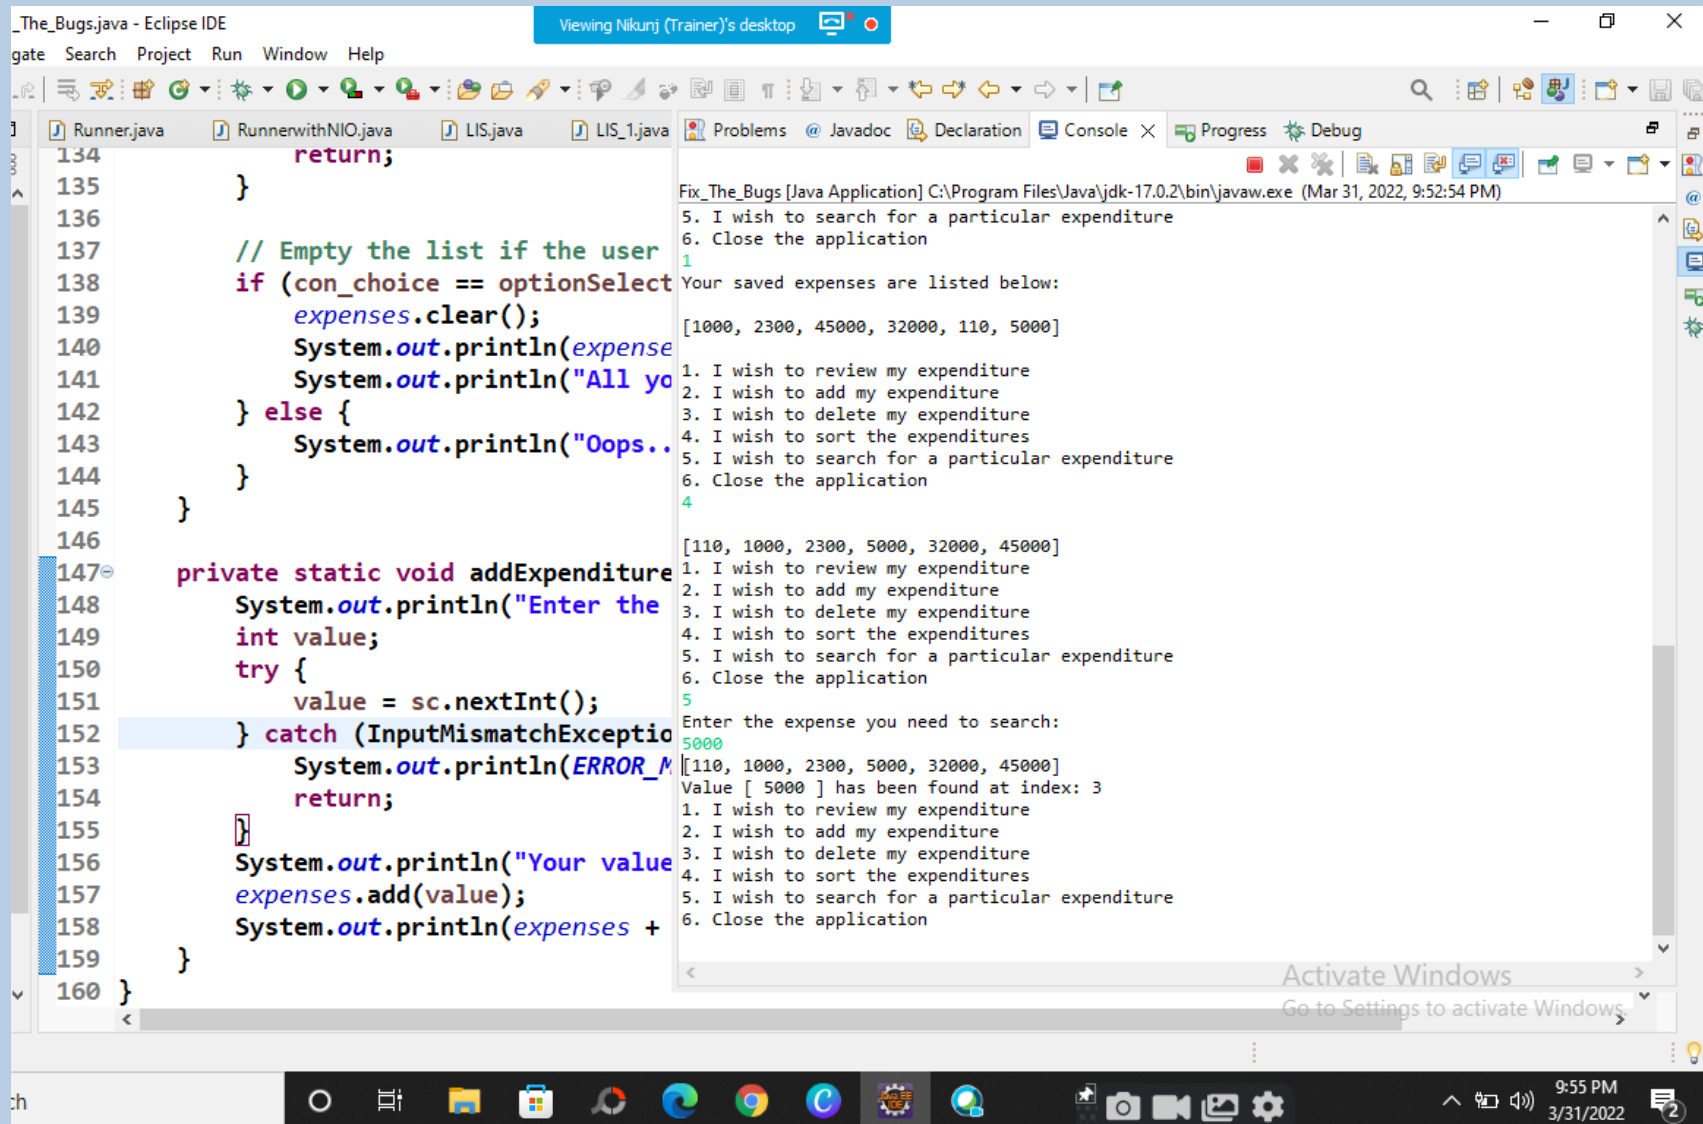 _The_Bugs.java - Eclipse IDE
Viewing Nikunj (Trainer)'s desktop
gate Search Project Run Window Help
Runner.java RunnerwithNIO.java LIS.java LIS_1.java
Problems @ Javadoc Declaration Console Progress Debug
134 return;
135 }
136
137 // Empty the list if the user
138 if (con_choice == optionSelect
139 expenses.clear();
140 System.out.println(expense
141 System.out.println("All yo
142 } else {
143 System.out.println("Oops..
144 }
145 }
146
147 private static void addExpenditure
148 System.out.println("Enter the
149 int value;
150 try {
151 value = sc.nextInt();
152 } catch (InputMismatchExceptio
153 System.out.println(ERROR_M
154 return;
155 }
156 System.out.println("Your value
157 expenses.add(value);
158 System.out.println(expenses +
159 }
160 }
Fix_The_Bugs [Java Application] C:\Program Files\Java\jdk-17.0.2\bin\javaw.exe (Mar 31, 2022, 9:52:54 PM)
5. I wish to search for a particular expenditure
6. Close the application
1
Your saved expenses are listed below:
[1000, 2300, 45000, 32000, 110, 5000]
1. I wish to review my expenditure
2. I wish to add my expenditure
3. I wish to delete my expenditure
4. I wish to sort the expenditures
5. I wish to search for a particular expenditure
6. Close the application
4
[110, 1000, 2300, 5000, 32000, 45000]
1. I wish to review my expenditure
2. I wish to add my expenditure
3. I wish to delete my expenditure
4. I wish to sort the expenditures
5. I wish to search for a particular expenditure
6. Close the application
5
Enter the expense you need to search:
5000
[110, 1000, 2300, 5000, 32000, 45000]
Value [ 5000 ] has been found at index: 3
1. I wish to review my expenditure
2. I wish to add my expenditure
3. I wish to delete my expenditure
4. I wish to sort the expenditures
5. I wish to search for a particular expenditure
6. Close the application
Activate Windows
Go to Settings to activate Windows.
ch
9:55 PM
3/31/2022
2